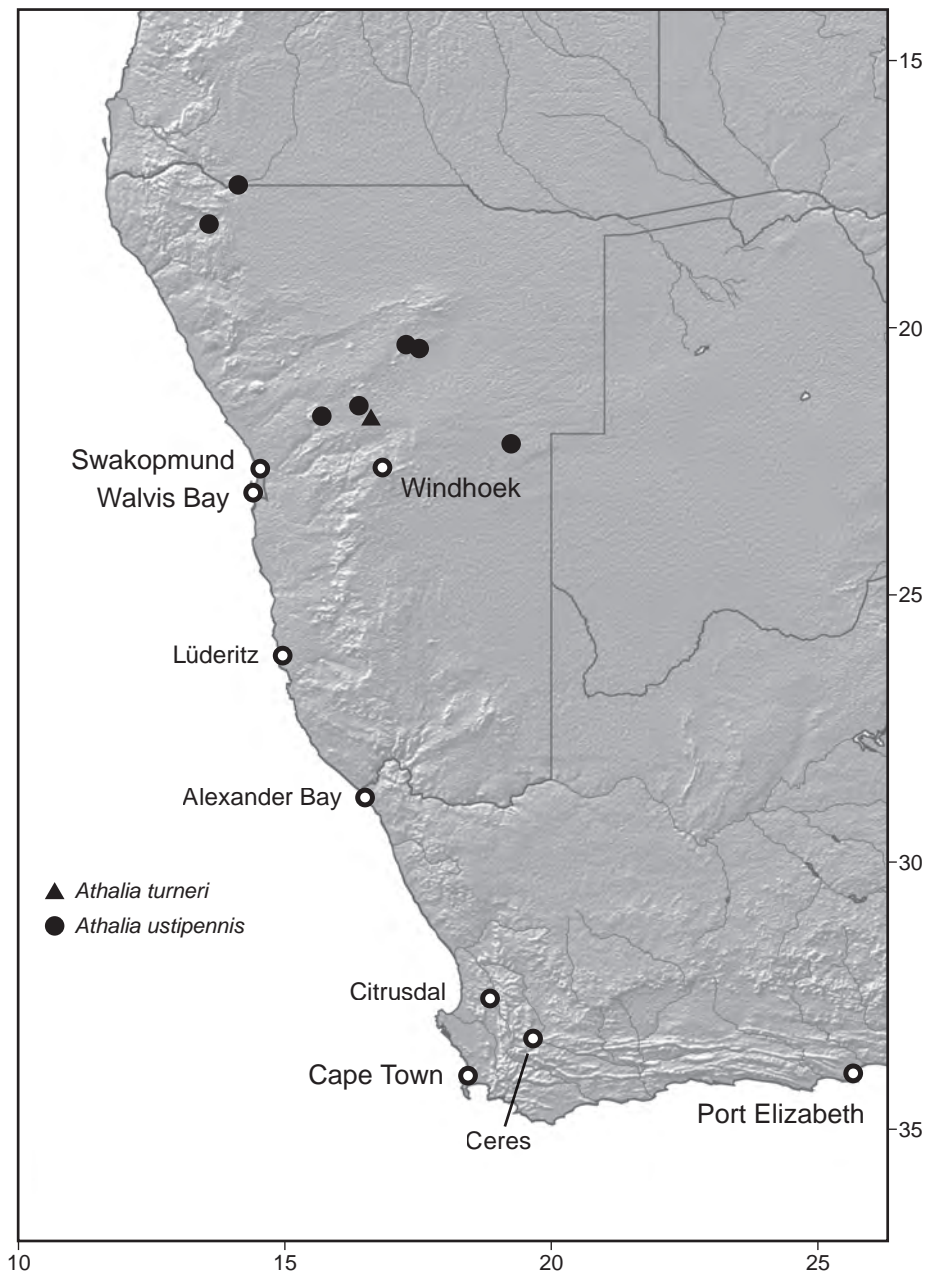 15
20
Swakopmund
Walvis Bay
Windhoek
25
Lüderitz
Alexander Bay
30
Athalia turneri
Athalia ustipennis
Citrusdal
Cape Town
Port Elizabeth
Ceres
35
10
15
20
25